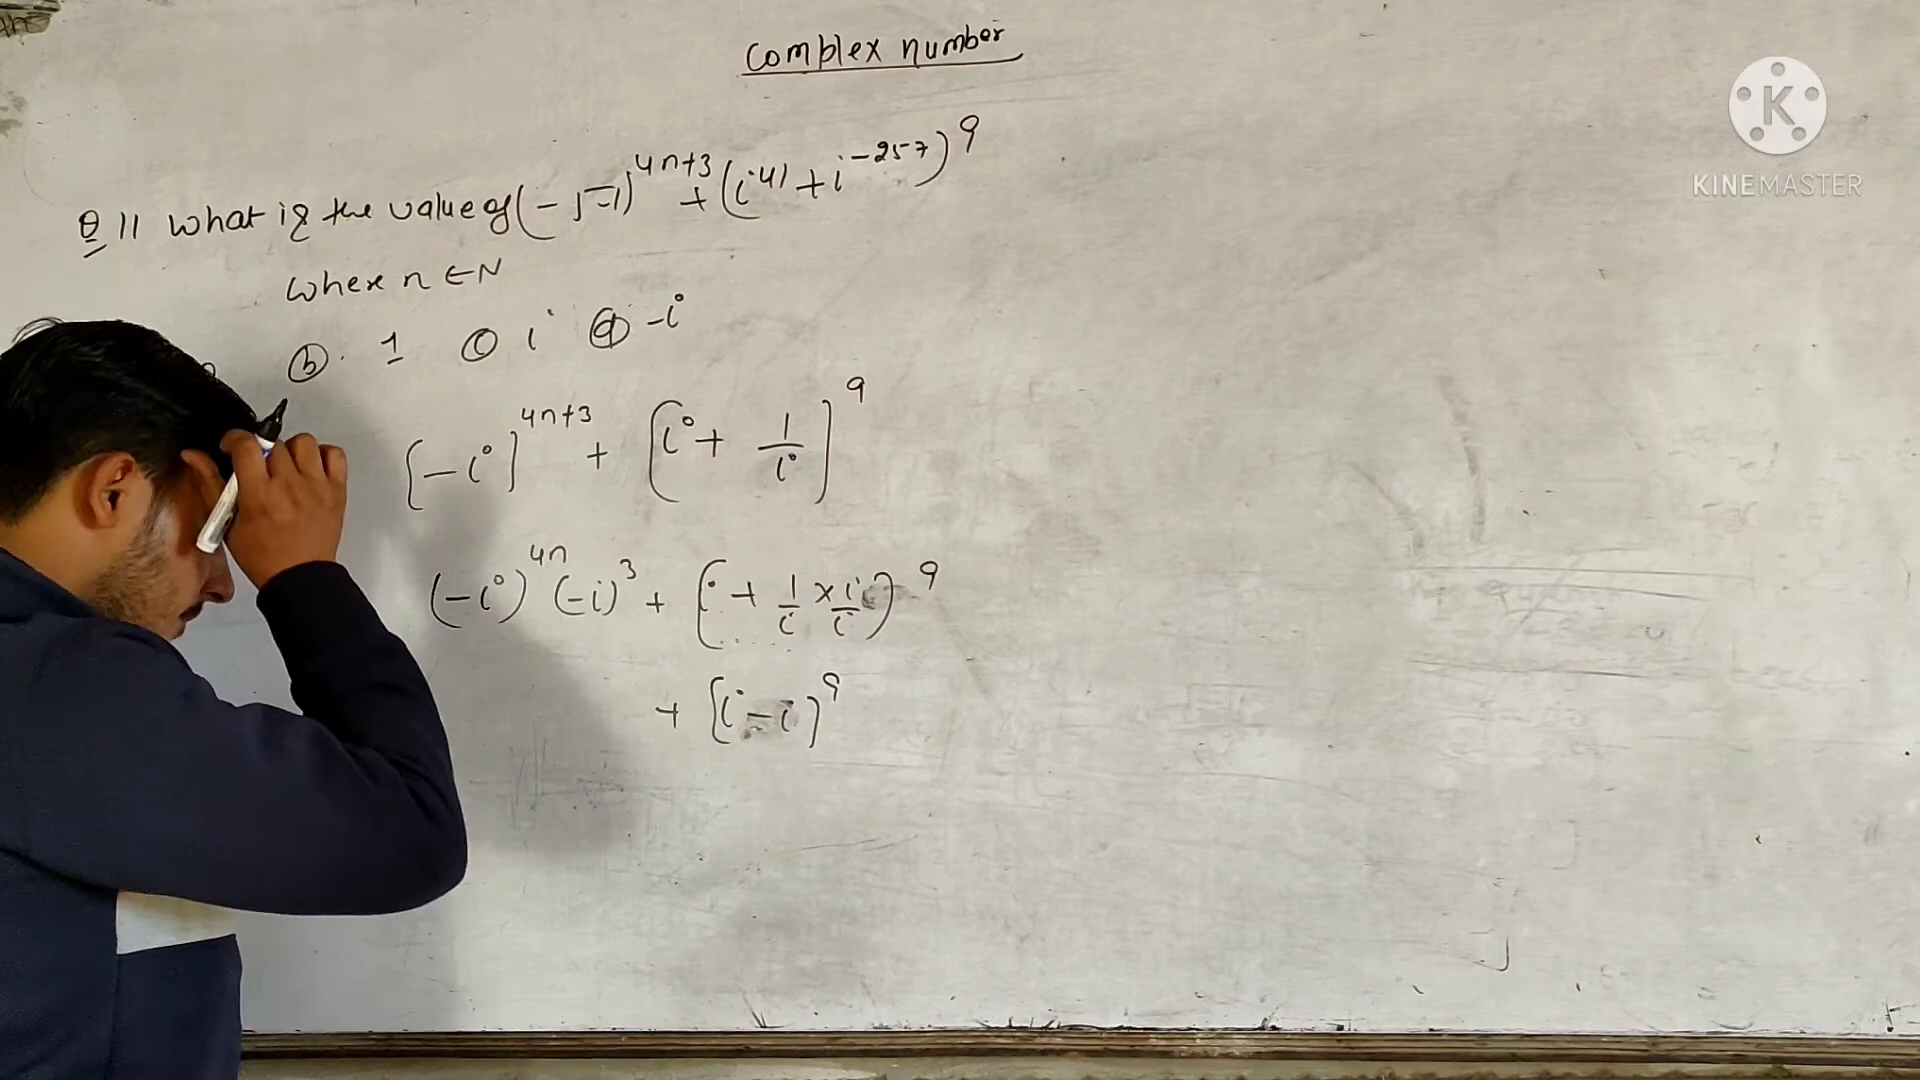 Complex number
K
KINEMASTER
Q 11 What is the value of (-√-1)^4n+3 + (i^41 + i^-257)^9
Where n ∈ N
(b) 1 (c) i (d) -i
[-i]^4n+3 + [i + 1/i]^9
(-i)^4n (-i)^3 + (i + 1/i × i/i)^9
+ [i - i)^9